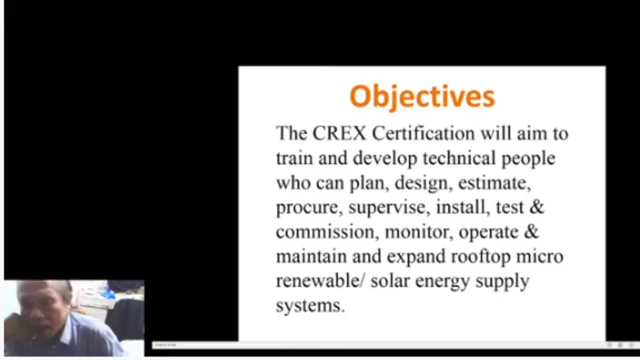 Objectives
The CREX Certification will aim to
train and develop technical people
who can plan, design, estimate,
procure, supervise, install, test &
commission, monitor, operate &
maintain and expand rooftop micro
renewable/ solar energy supply
systems.